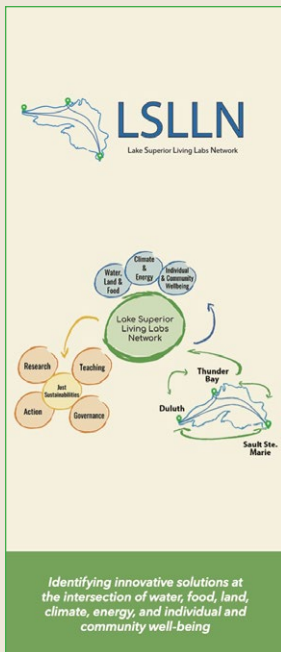 LSLLN
Lake Superior Living Labs Network
Climate
&
Energy
Water,
Land &
Food
Individual
& Community
Wellbeing
Lake Superior
Living Labs
Network
Research
Teaching
Just
Sustainabilities
Action
Governance
Thunder
Bay
Duluth
Sault Ste.
Marie
Identifying innovative solutions at
the intersection of water, food, land,
climate, energy, and individual and
community well-being